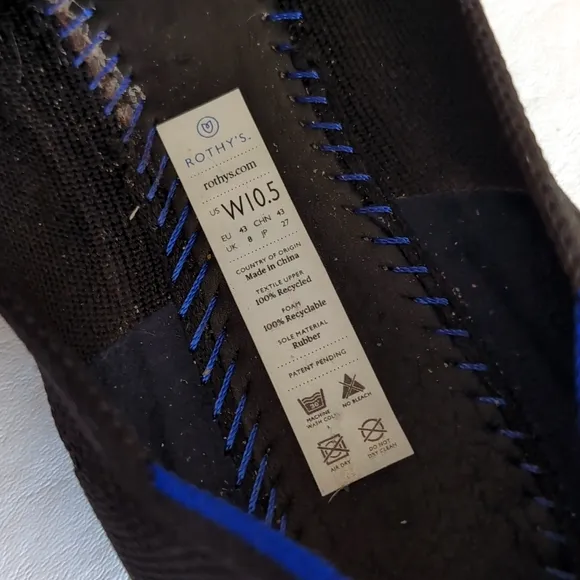 ROTHY'S.
rothys.com
US W10.5
EU 43 CHN 43
UK 8 JP 27
COUNTRY OF ORIGIN
Made in China
TEXTILE UPPER
100% Recycled
FOAM
100% Recyclable
SOLE MATERIAL
Rubber
PATENT PENDING
MACHINE WASH COLD
NO BLEACH
AIR DRY
DO NOT DRY CLEAN